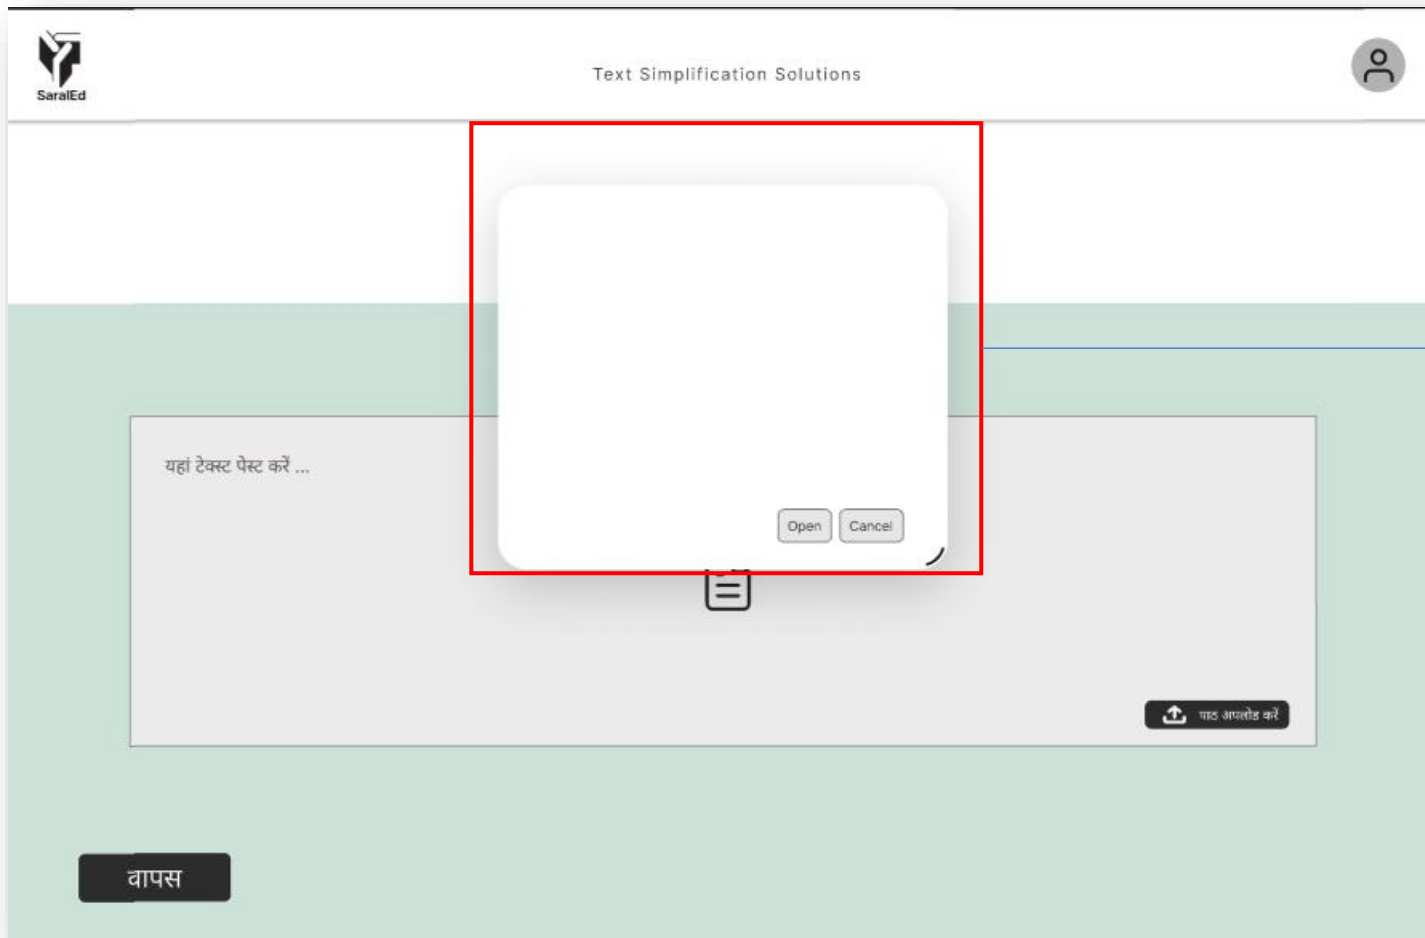 SaralEd
Text Simplification Solutions
यहां टेक्स्ट पेस्ट करें ...
Open Cancel
पाठ अपलोड करें
वापस